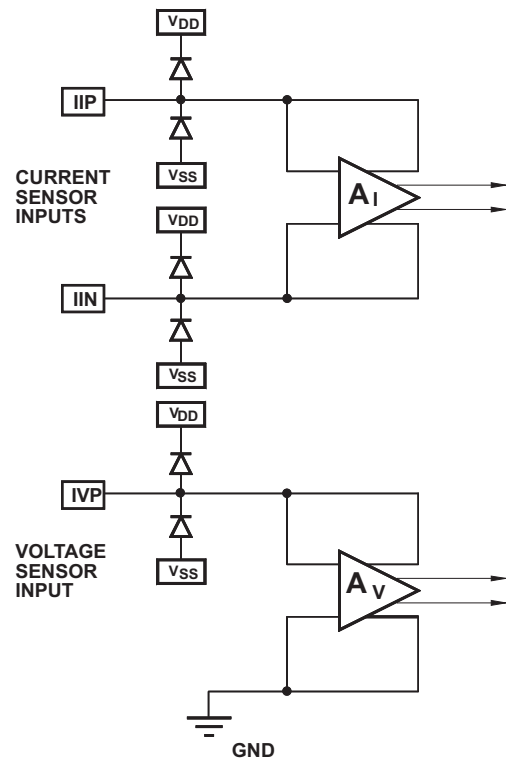 VDD
IIP
CURRENT
SENSOR
INPUTS
VSS
VDD
AI
IIN
VSS
VDD
IVP
VOLTAGE
SENSOR
INPUT
VSS
AV
GND